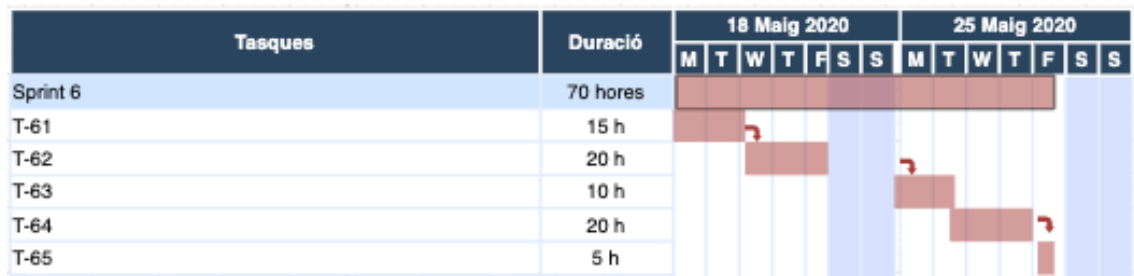 Tasques Duració 18 Maig 2020 25 Maig 2020
M T W T F S S M T W T F S S
Sprint 6 70 hores
T-61 15 h
T-62 20 h
T-63 10 h
T-64 20 h
T-65 5 h